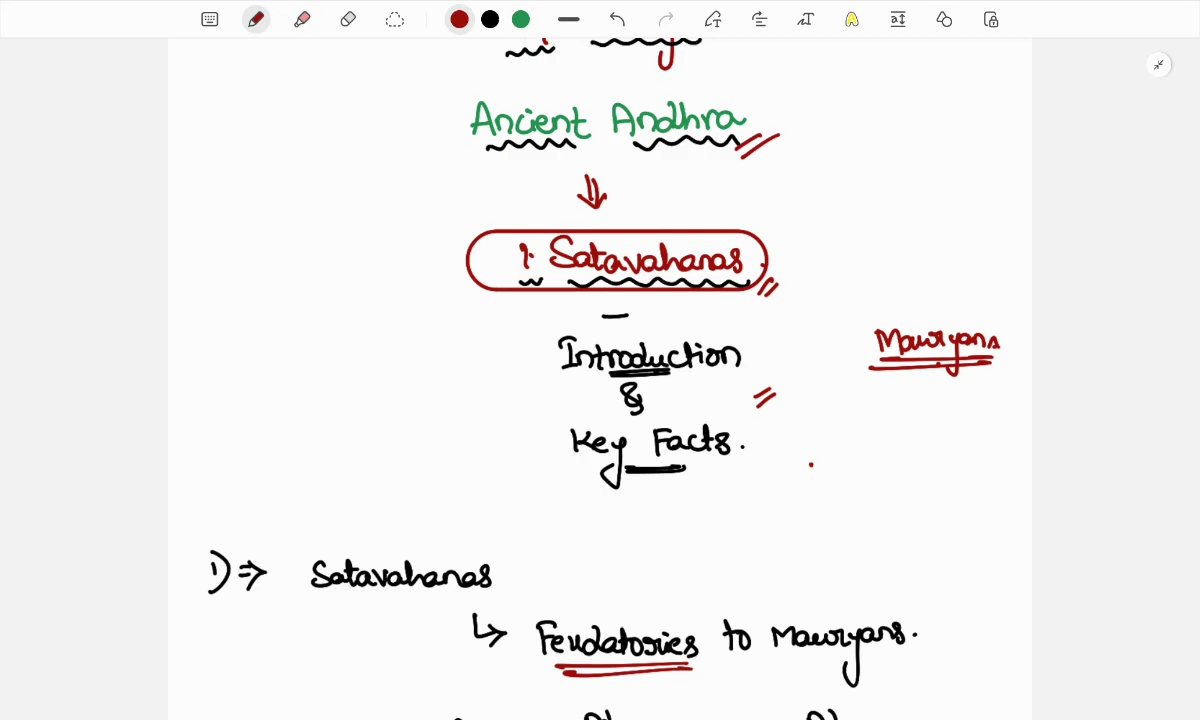 Ancient Andhra
1. Satavahanas
Introduction
Mauryans
&
Key Facts.
1) ⇒ Satavahanas
↳ Feudatories to Mauryans.